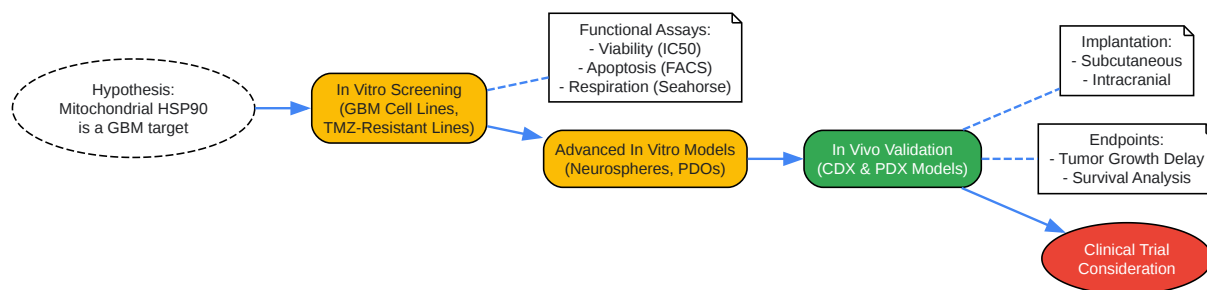 Hypothesis:
Mitochondrial HSP90
is a GBM target
In Vitro Screening
(GBM Cell Lines,
TMZ-Resistant Lines)
Functional Assays:
- Viability (IC50)
- Apoptosis (FACS)
- Respiration (Seahorse)
Advanced In Vitro Models
(Neurospheres, PDOs)
In Vivo Validation
(CDX & PDX Models)
Implantation:
- Subcutaneous
- Intracranial
Endpoints:
- Tumor Growth Delay
- Survival Analysis
Clinical Trial
Consideration